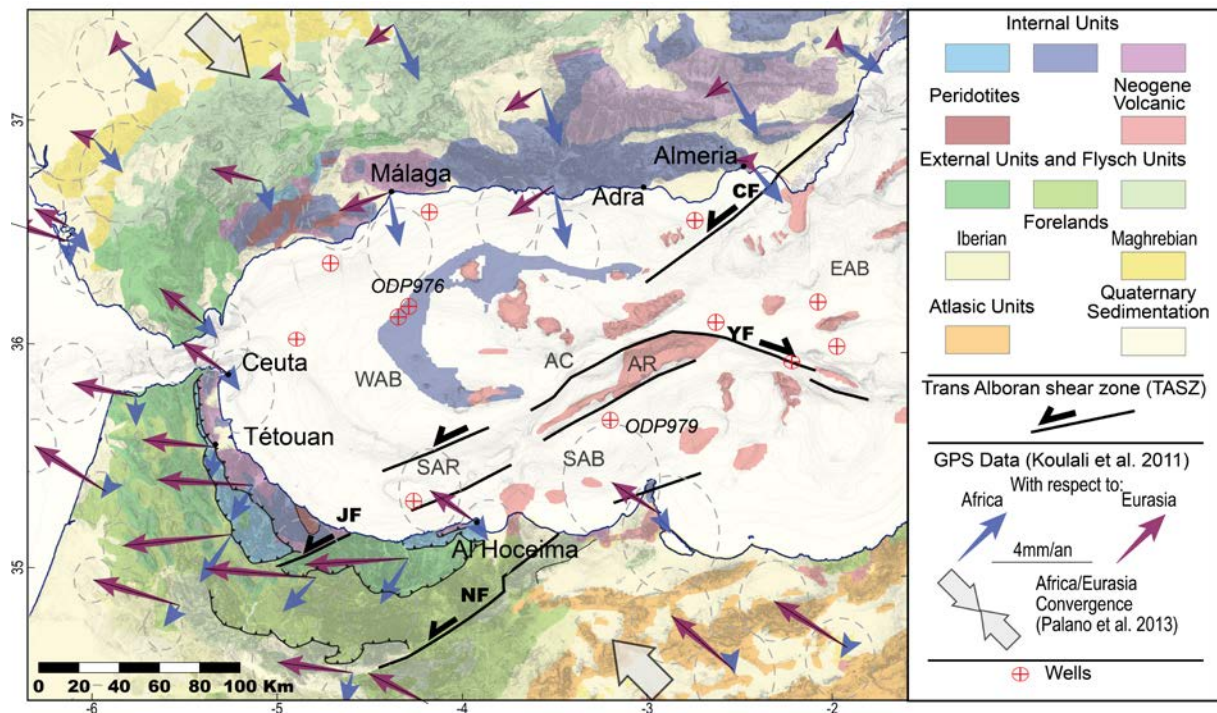 37
36
35
-6
-5
-4
-3
-2
Málaga
Almeria
Adra
CF
EAB
ODP976
YF
AC
AR
WAB
Ceuta
ODP979
Tétouan
SAR
SAB
JF
Al Hoceima
NF
0 20 40 60 80 100 Km
Internal Units
Peridotites
Neogene
Volcanic
External Units and Flysch Units
Forelands
Iberian
Maghrebian
Atlasic Units
Quaternary
Sedimentation
Trans Alboran shear zone (TASZ)
GPS Data (Koulali et al. 2011)
With respect to:
Africa
Eurasia
4mm/an
Africa/Eurasia
Convergence
(Palano et al. 2013)
Wells